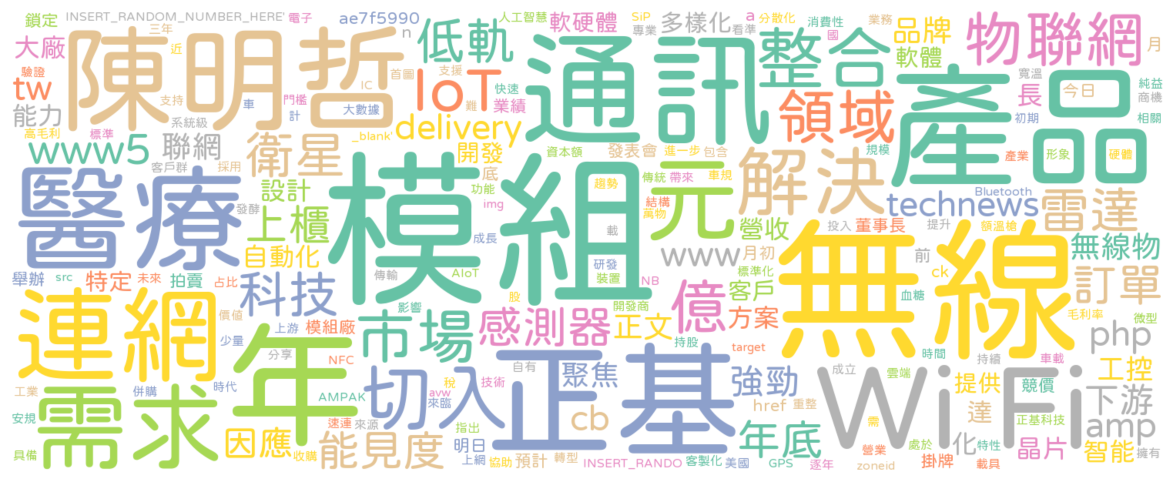 鎖定 INSERT_RANDOM_NUMBER_HERE' 電子 ae7f5990 n 人工智慧 軟硬體 SiP 專業 多樣化 a 看準 分散化 消費性 國 業務 品牌 軟體 物聯網 月
大廠 三年 近 陳明哲 IC 首圖 支援 低軌 通訊 整合 寬溫 長 今日 純益 商機
驗證 tw 能力 支持 車 門檻 計 大數據 IoT 難 快速 業績 領域 產品 初期 相關
高毛利 標準 系統級 _blank' delivery 開發 發表會 進一步 包含 資本額 規模 產業 形象 硬體
www5 聯網 客戶群 採用 衛星 底 功能 img 傳統 帶來 趨勢 車規 結構 萬物 解決 technews Bluetooth 雷達
醫療 設計 發酵 上櫃 模組 載 元 營收 投入 董事長 提升 額溫槍 無線物
舉辦 src 特定 未來 拍賣 占比 自動化 傳輸 成長 AIoT 研發 裝置 NB www 月初 標準化 前 ck 無線 訂單
連網 價值 科技 影響 股 感測器 開發商 正文 億 客戶 方案 血糖 毛利率 微型
少量 上游 模組廠 年 市場 持股 target 時間 php
分享 NFC 自有 成立 持續 車載
工業 併購 時代 稅 avw 技術 切入 正基 聚焦 強勁 href 重整 WiFi 雲端 提供 競價 工控
需求 AMPAK 來臨 下游
安規 速連 來源 指出 cb 達 需 正基科技 amp
因應 能見度 明日 年底 化 特性 晶片 智能
具備 收購 上網 協助 預計 轉型 INSERT_RANDO 客製化 美國 GPS 逐年 營業 zoneid 處於 掛牌 載具 擁有